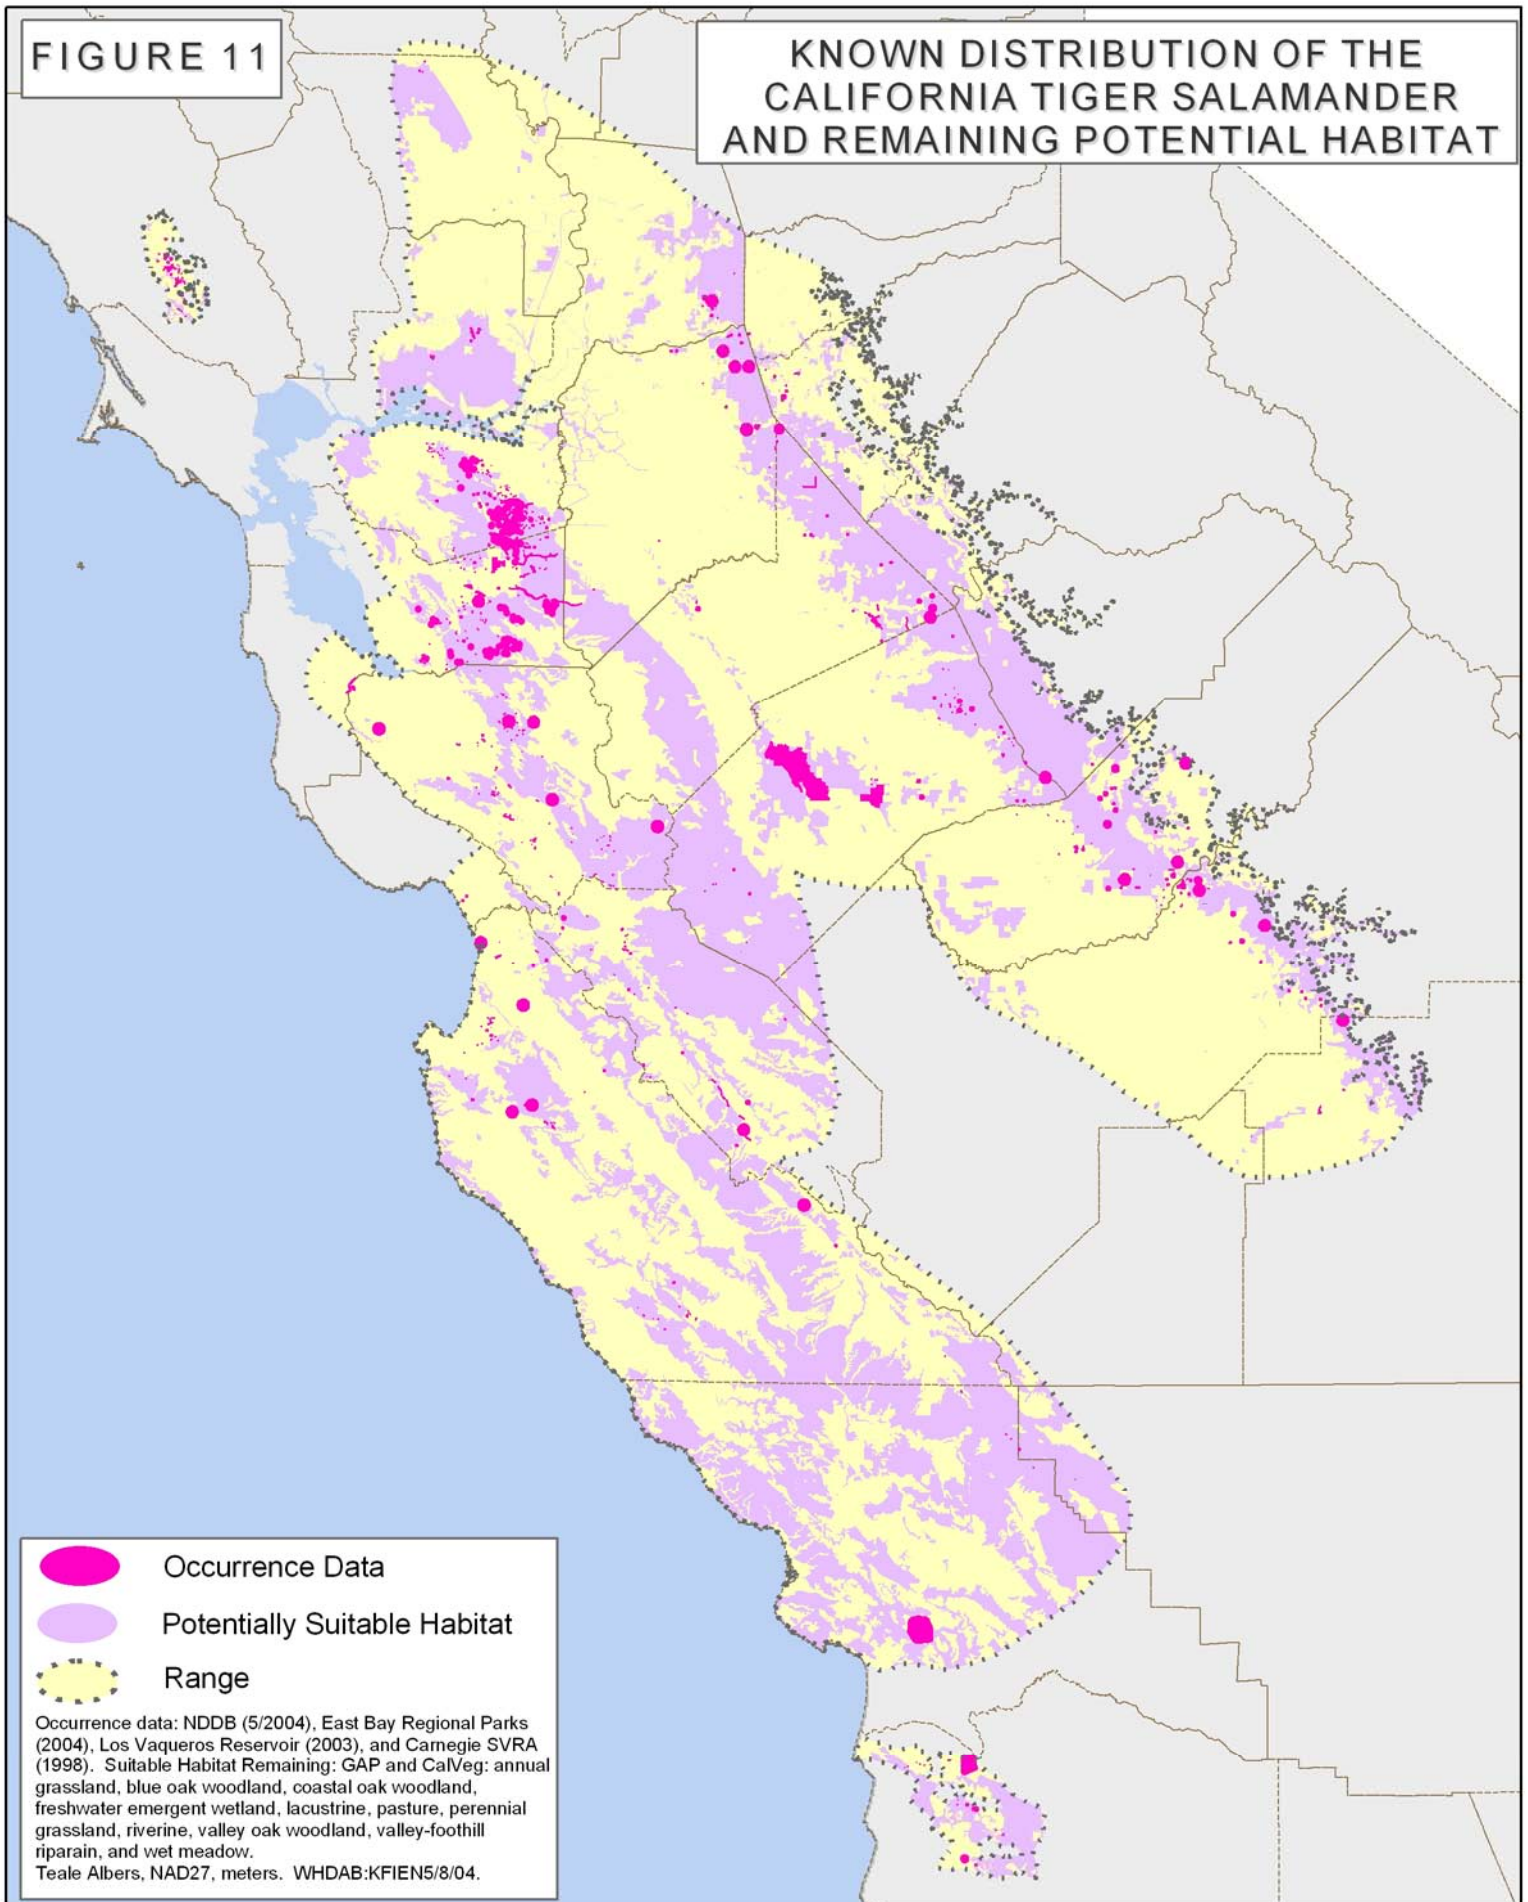 FIGURE 11
KNOWN DISTRIBUTION OF THE
CALIFORNIA TIGER SALAMANDER
AND REMAINING POTENTIAL HABITAT
Occurrence Data
Potentially Suitable Habitat
Range
Occurrence data: NDDB (5/2004), East Bay Regional Parks
(2004), Los Vaqueros Reservoir (2003), and Carnegie SVRA
(1998).  Suitable Habitat Remaining: GAP and CalVeg: annual
grassland, blue oak woodland, coastal oak woodland,
freshwater emergent wetland, lacustrine, pasture, perennial
grassland, riverine, valley oak woodland, valley-foothill
riparain, and wet meadow.
Teale Albers, NAD27, meters.  WHDAB:KFIEN5/8/04.